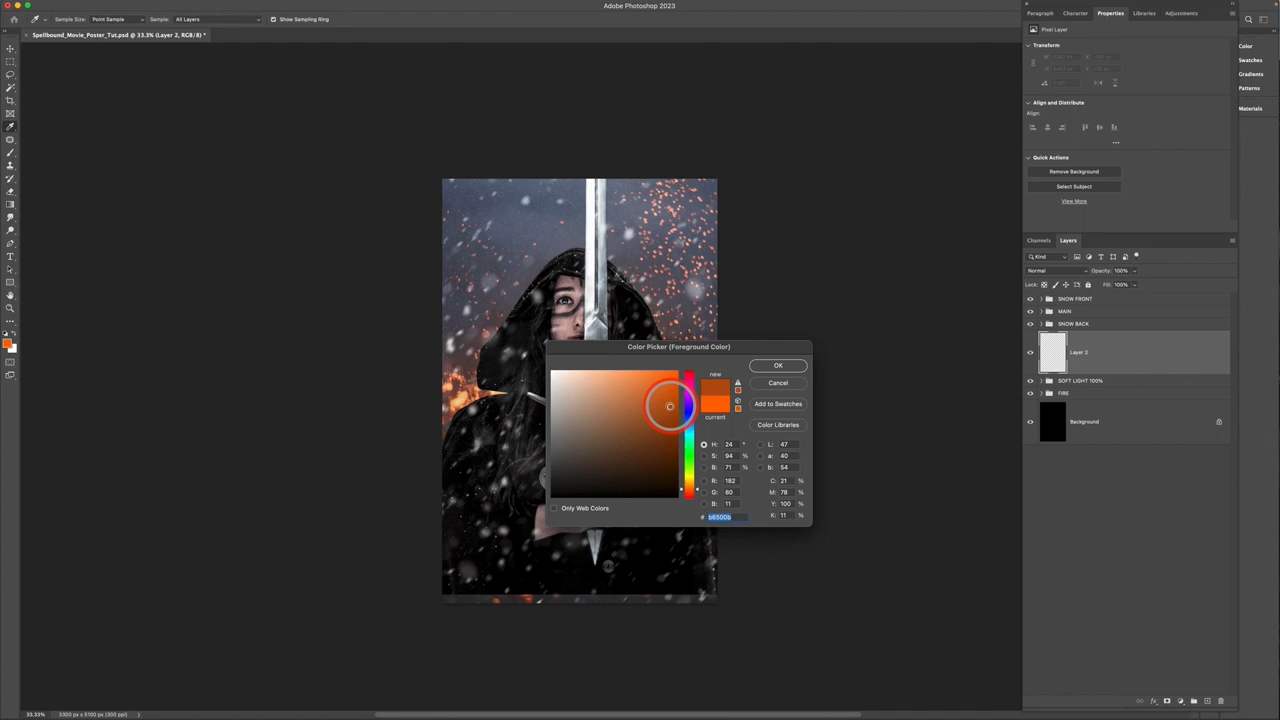 Adobe Photoshop 2023
Sample Size: Point Sample Sample: All Layers Show Sampling Ring
Spellbound_Movie_Poster_Tut.psd @ 33.3% (Layer 2, RGB/8) *
Paragraph Character Properties Libraries Adjustments
Pixel Layer
Transform
Align and Distribute
Align:
Quick Actions
Remove Background
Select Subject
View More
Color
Swatches
Gradients
Patterns
Materials
Channels Layers
Kind
Normal Opacity: 100%
Lock: Fill: 100%
SNOW FRONT
MAIN
SNOW BACK
Layer 2
SOFT LIGHT 100%
FIRE
Background
Color Picker (Foreground Color)
new
current
OK
Cancel
Add to Swatches
Color Libraries
H: 24 ° L: 47
S: 94 % a: 40
B: 71 % b: 54
R: 182 C: 21 %
G: 80 M: 78 %
B: 11 Y: 100 %
# b6500b K: 11 %
Only Web Colors
33.33% 3300 px x 5100 px (300 ppi)